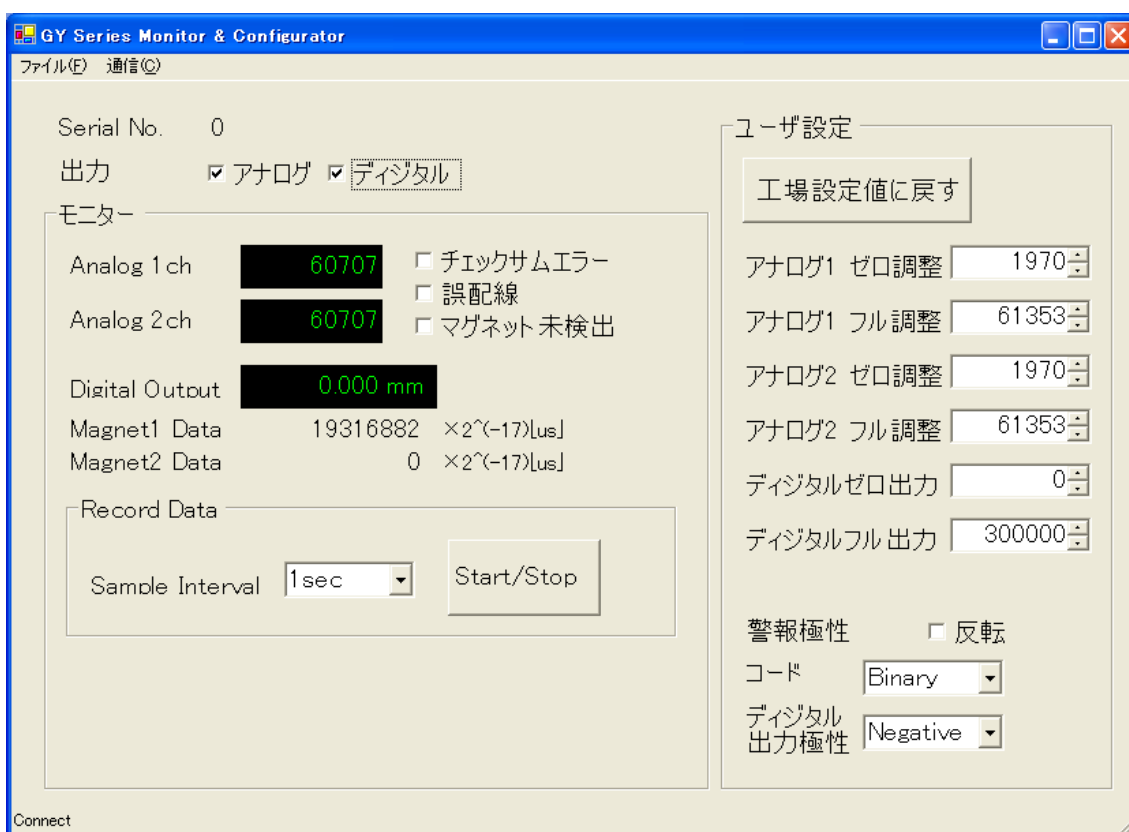 GY Series Monitor & Configurator
ファイル(F) 通信(C)
Serial No. 0
出力 アナログ ディジタル
モニター
Analog 1ch 60707 チェックサムエラー
誤配線
Analog 2ch 60707 マグネット未検出
Digital Output 0.000 mm
Magnet1 Data 19316882 ×2^(-17)[us]
Magnet2 Data 0 ×2^(-17)[us]
Record Data
Sample Interval 1sec Start/Stop
ユーザ設定
工場設定値に戻す
アナログ1 ゼロ調整 1970
アナログ1 フル調整 61353
アナログ2 ゼロ調整 1970
アナログ2 フル調整 61353
ディジタルゼロ出力 0
ディジタルフル出力 300000
警報極性 反転
コード Binary
ディジタル
出力極性 Negative
Connect